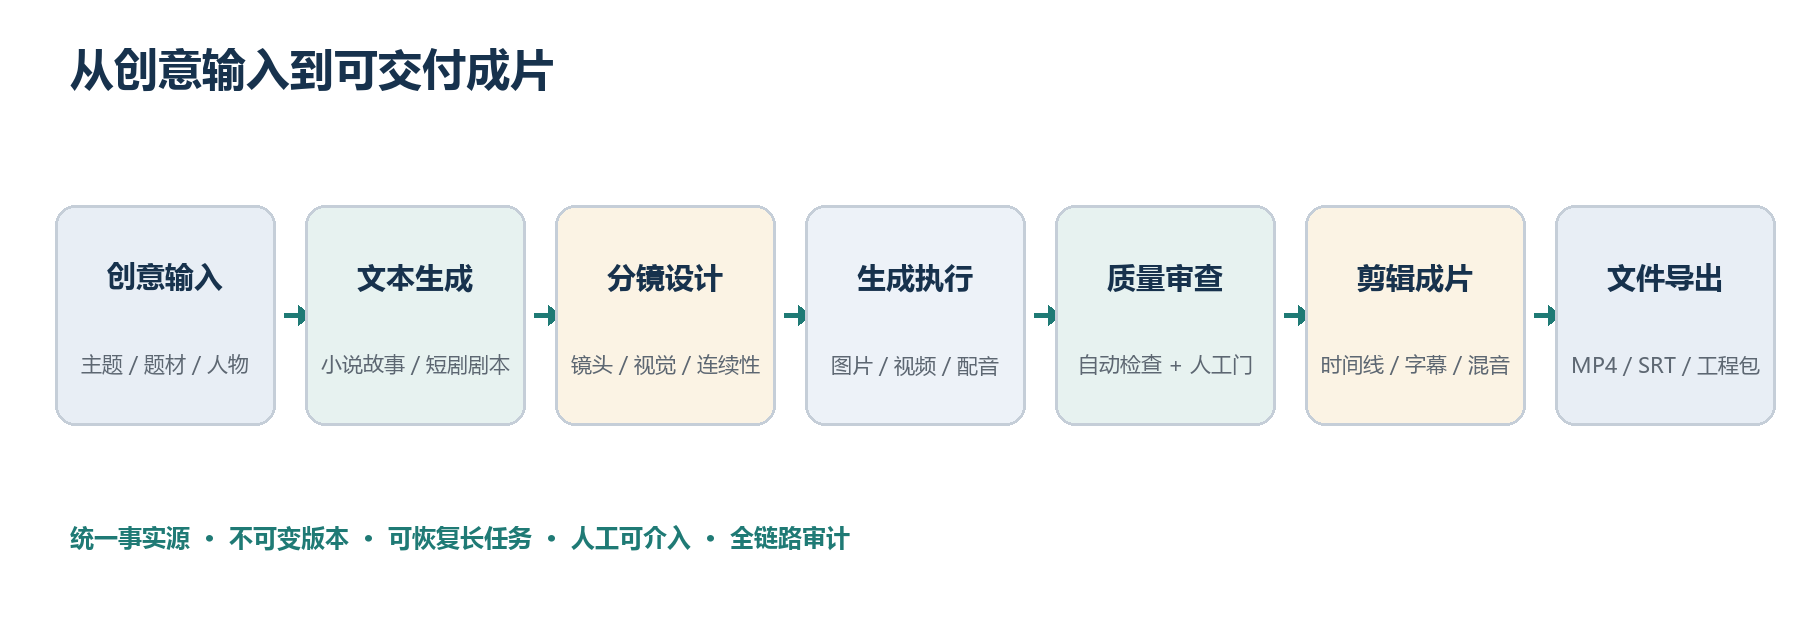 从创意输入到可交付成片
创意输入
主题 / 题材 / 人物
文本生成
小说故事 / 短剧剧本
分镜设计
镜头 / 视觉 / 连续性
生成执行
图片 / 视频 / 配音
质量审查
自动检查 + 人工门
剪辑成片
时间线 / 字幕 / 混音
文件导出
MP4 / SRT / 工程包
统一事实源 • 不可变版本 • 可恢复长任务 • 人工可介入 • 全链路审计